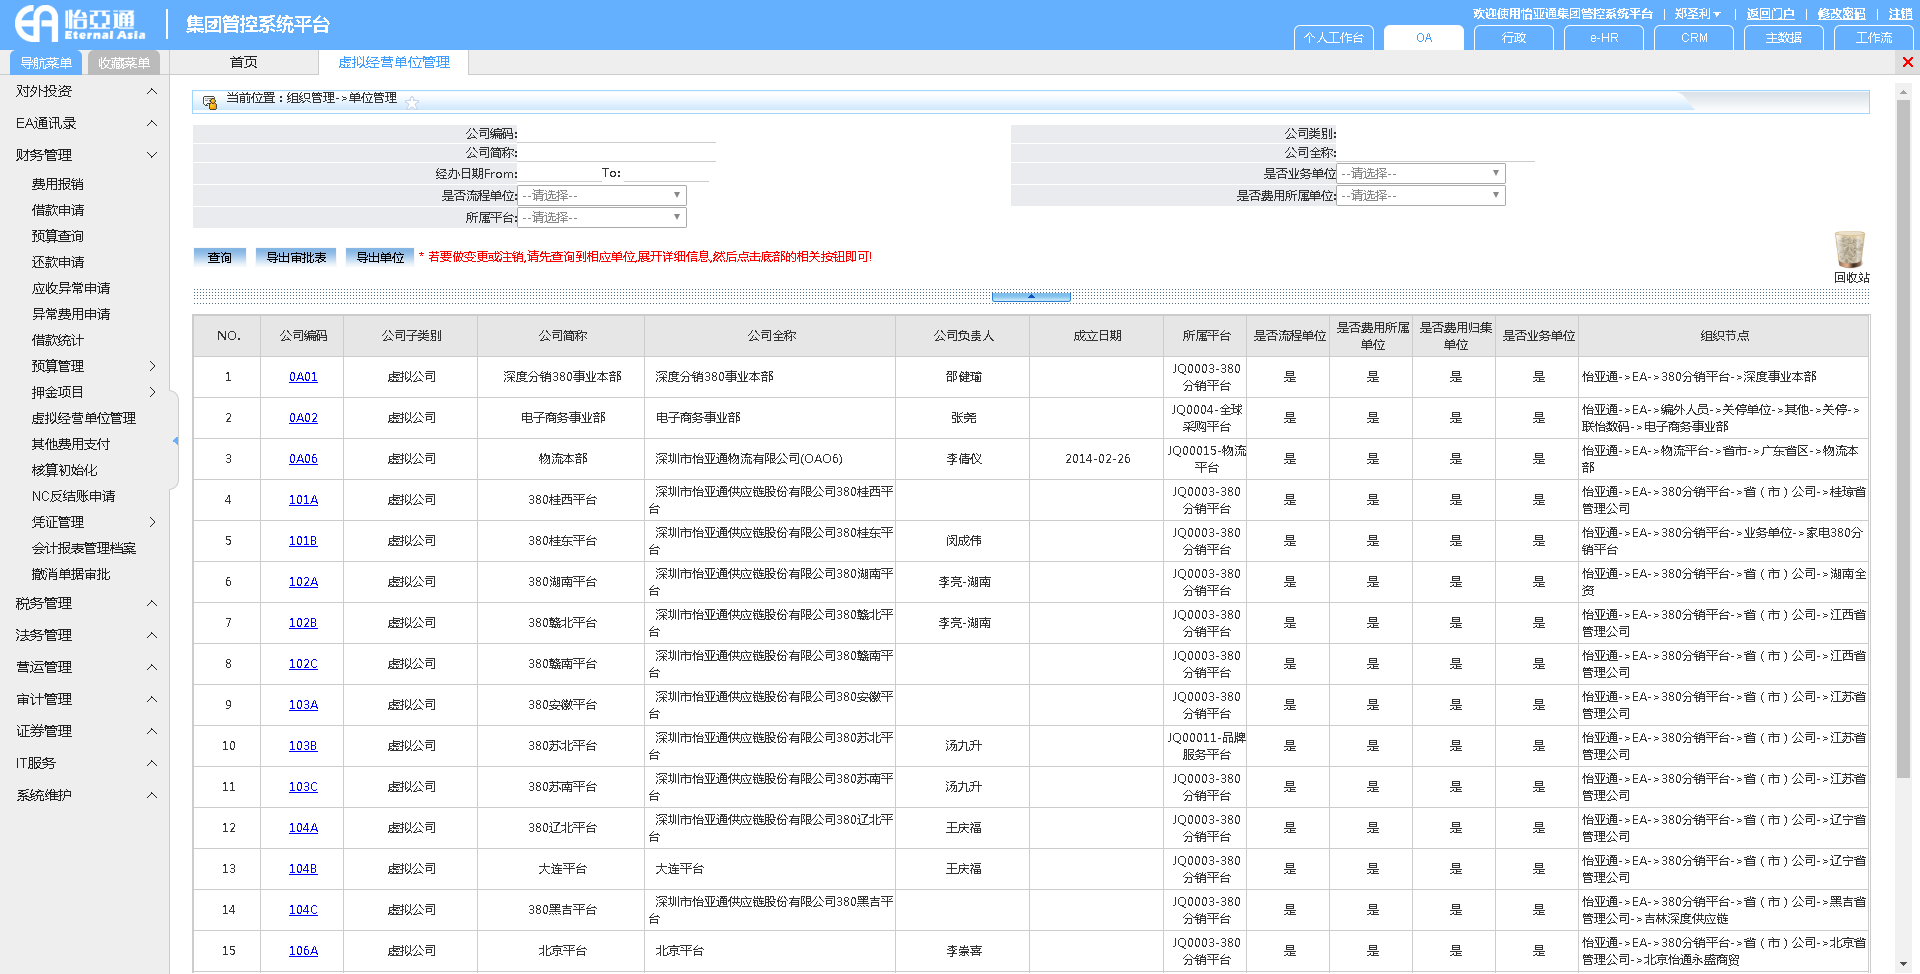 怡亞通
Eternal Asia
集团管控系统平台
欢迎使用怡亚通集团管控系统平台 | 郑圣利 | 返回门户 | 修改密码 | 注销
个人工作台 OA 行政 e-HR CRM 主数据 工作流
导航菜单 收藏菜单 首页 虚拟经营单位管理
对外投资
EA通讯录
财务管理
费用报销
借款申请
预算查询
还款申请
应收异常申请
异常费用申请
借款统计
预算管理
押金项目
虚拟经营单位管理
其他费用支付
核算初始化
NC反结账申请
凭证管理
会计报表管理档案
撤消单据审批
税务管理
法务管理
营运管理
审计管理
证券管理
IT服务
系统维护
当前位置：组织管理->单位管理
公司编码: 公司类别:
公司简称: 公司全称:
经办日期From: To: 是否业务单位 --请选择--
是否流程单位: --请选择-- 是否费用所属单位: --请选择--
所属平台: --请选择--
查询 导出审批表 导出单位 * 若要做变更或注销,请先查询到相应单位,展开详细信息,然后点击底部的相关按钮即可!
回收站
NO. 公司编码 公司子类别 公司简称 公司全称 公司负责人 成立日期 所属平台 是否流程单位 是否费用所属单位 是否费用归集单位 是否业务单位 组织节点
1 0A01 虚拟公司 深度分销380事业本部 深度分销380事业本部 邵健瑜 JQ0003-380分销平台 是 是 是 是 怡亚通->EA->380分销平台->深度事业本部
2 0A02 虚拟公司 电子商务事业部 电子商务事业部 张尧 JQ0004-全球采购平台 是 是 是 是 怡亚通->EA->编外人员->关停单位->其他->关停->联怡数码->电子商务事业部
3 0A06 虚拟公司 物流本部 深圳市怡亚通物流有限公司(OAO6) 李倩仪 2014-02-26 JQ00015-物流平台 是 是 是 是 怡亚通->EA->物流平台->省市->广东省区->物流本部
4 101A 虚拟公司 380桂西平台 深圳市怡亚通供应链股份有限公司380桂西平台 JQ0003-380分销平台 是 是 是 是 怡亚通->EA->380分销平台->省（市）公司->桂琼省管理公司
5 101B 虚拟公司 380桂东平台 深圳市怡亚通供应链股份有限公司380桂东平台 闵成伟 JQ0003-380分销平台 是 是 是 是 怡亚通->EA->380分销平台->业务单位->家电380分销平台
6 102A 虚拟公司 380湖南平台 深圳市怡亚通供应链股份有限公司380湖南平台 李亮-湖南 JQ0003-380分销平台 是 是 是 是 怡亚通->EA->380分销平台->省（市）公司->湖南全资
7 102B 虚拟公司 380赣北平台 深圳市怡亚通供应链股份有限公司380赣北平台 李亮-湖南 JQ0003-380分销平台 是 是 是 是 怡亚通->EA->380分销平台->省（市）公司->江西省管理公司
8 102C 虚拟公司 380赣南平台 深圳市怡亚通供应链股份有限公司380赣南平台 JQ0003-380分销平台 是 是 是 是 怡亚通->EA->380分销平台->省（市）公司->江西省管理公司
9 103A 虚拟公司 380安徽平台 深圳市怡亚通供应链股份有限公司380安徽平台 JQ0003-380分销平台 是 是 是 是 怡亚通->EA->380分销平台->省（市）公司->江苏省管理公司
10 103B 虚拟公司 380苏北平台 深圳市怡亚通供应链股份有限公司380苏北平台 汤九升 JQ00011-品牌服务平台 是 是 是 是 怡亚通->EA->380分销平台->省（市）公司->江苏省管理公司
11 103C 虚拟公司 380苏南平台 深圳市怡亚通供应链股份有限公司380苏南平台 汤九升 JQ0003-380分销平台 是 是 是 是 怡亚通->EA->380分销平台->省（市）公司->江苏省管理公司
12 104A 虚拟公司 380辽北平台 深圳市怡亚通供应链股份有限公司380辽北平台 王庆福 JQ0003-380分销平台 是 是 是 是 怡亚通->EA->380分销平台->省（市）公司->辽宁省管理公司
13 104B 虚拟公司 大连平台 大连平台 王庆福 JQ0003-380分销平台 是 是 是 是 怡亚通->EA->380分销平台->省（市）公司->辽宁省管理公司
14 104C 虚拟公司 380黑吉平台 深圳市怡亚通供应链股份有限公司380黑吉平台 JQ0003-380分销平台 是 是 是 是 怡亚通->EA->380分销平台->省（市）公司->黑吉省管理公司->吉林深度供应链
15 106A 虚拟公司 北京平台 北京平台 李崇喜 JQ0003-380分销平台 是 是 是 是 怡亚通->EA->380分销平台->省（市）公司->北京省管理公司->北京怡通永盛商贸